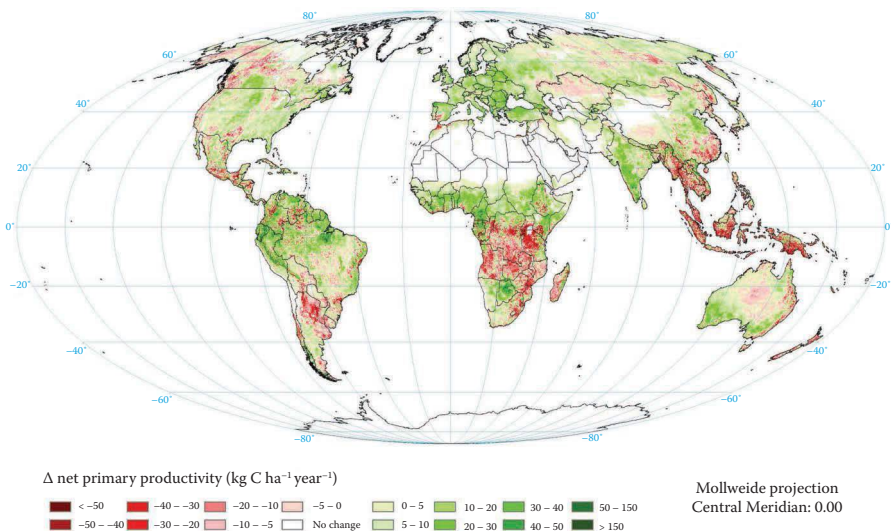 80˚ 80˚
60˚ 60˚
40˚ 40˚
20˚ 20˚
0˚ 0˚
−20˚ −20˚
−40˚ −40˚
−60˚ −60˚
−80˚ −80˚
Δ net primary productivity (kg C ha⁻¹ year⁻¹)
< −50 −40 – −30 −20 – −10 −5 – 0 0 – 5 10 – 20 30 – 40 50 – 150
−50 – −40 −30 – −20 −10 – −5 No change 5 – 10 20 – 30 40 – 50 > 150
Mollweide projection
Central Meridian: 0.00